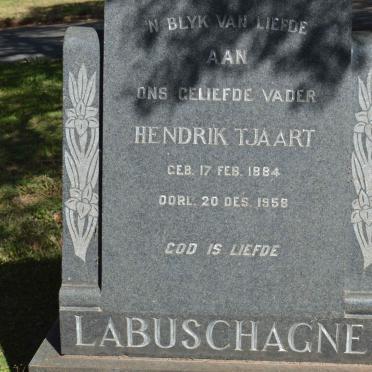 'N BLYK VAN LIEFDE
AAN
ONS GELIEFDE VADER
HENDRIK TJAART
GEB. 17 FEB. 1884
OORL. 20 DES. 1958
GOD IS LIEFDE
LABUSCHAGNE